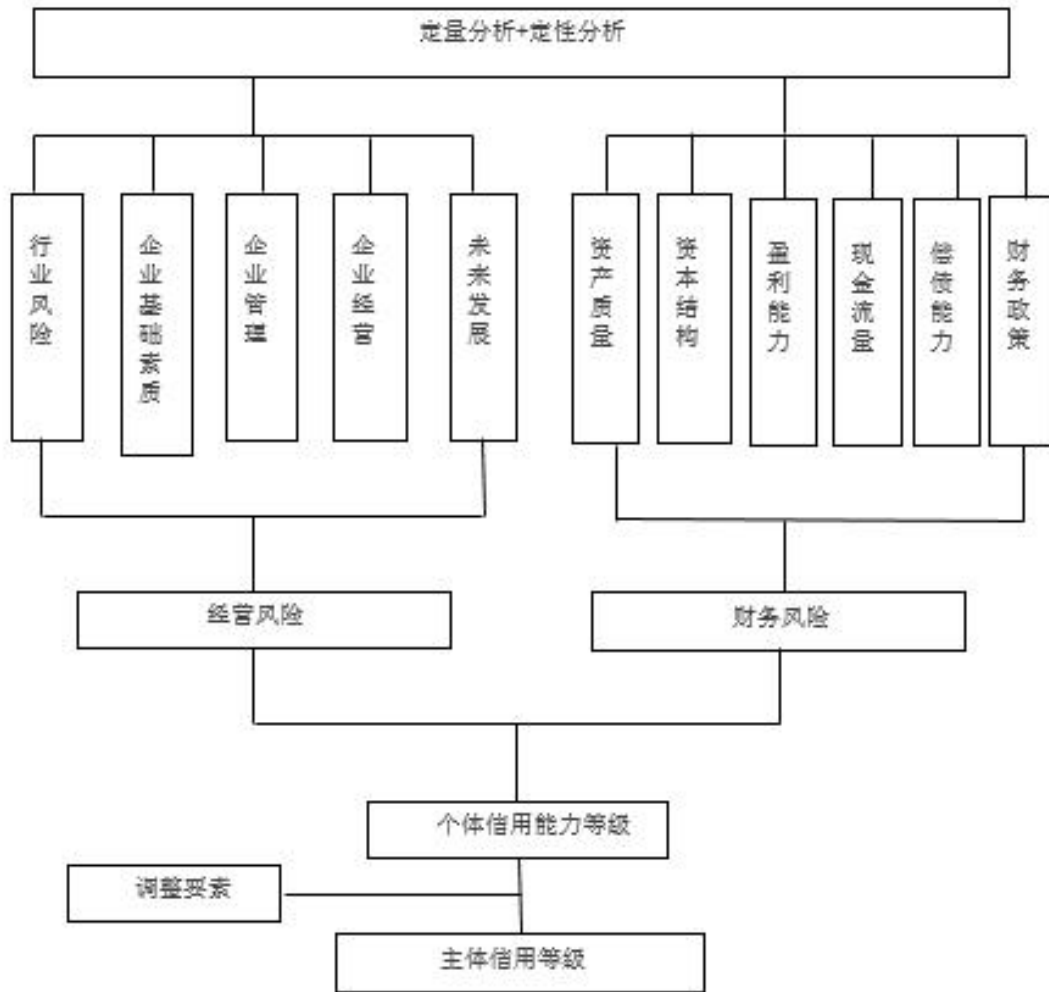 定量分析+定性分析
行业风险
企业基础素质
企业管理
企业经营
未来发展
资产质量
资本结构
盈利能力
现金流量
偿债能力
财务政策
经营风险
财务风险
个体信用能力等级
调整要素
主体信用等级